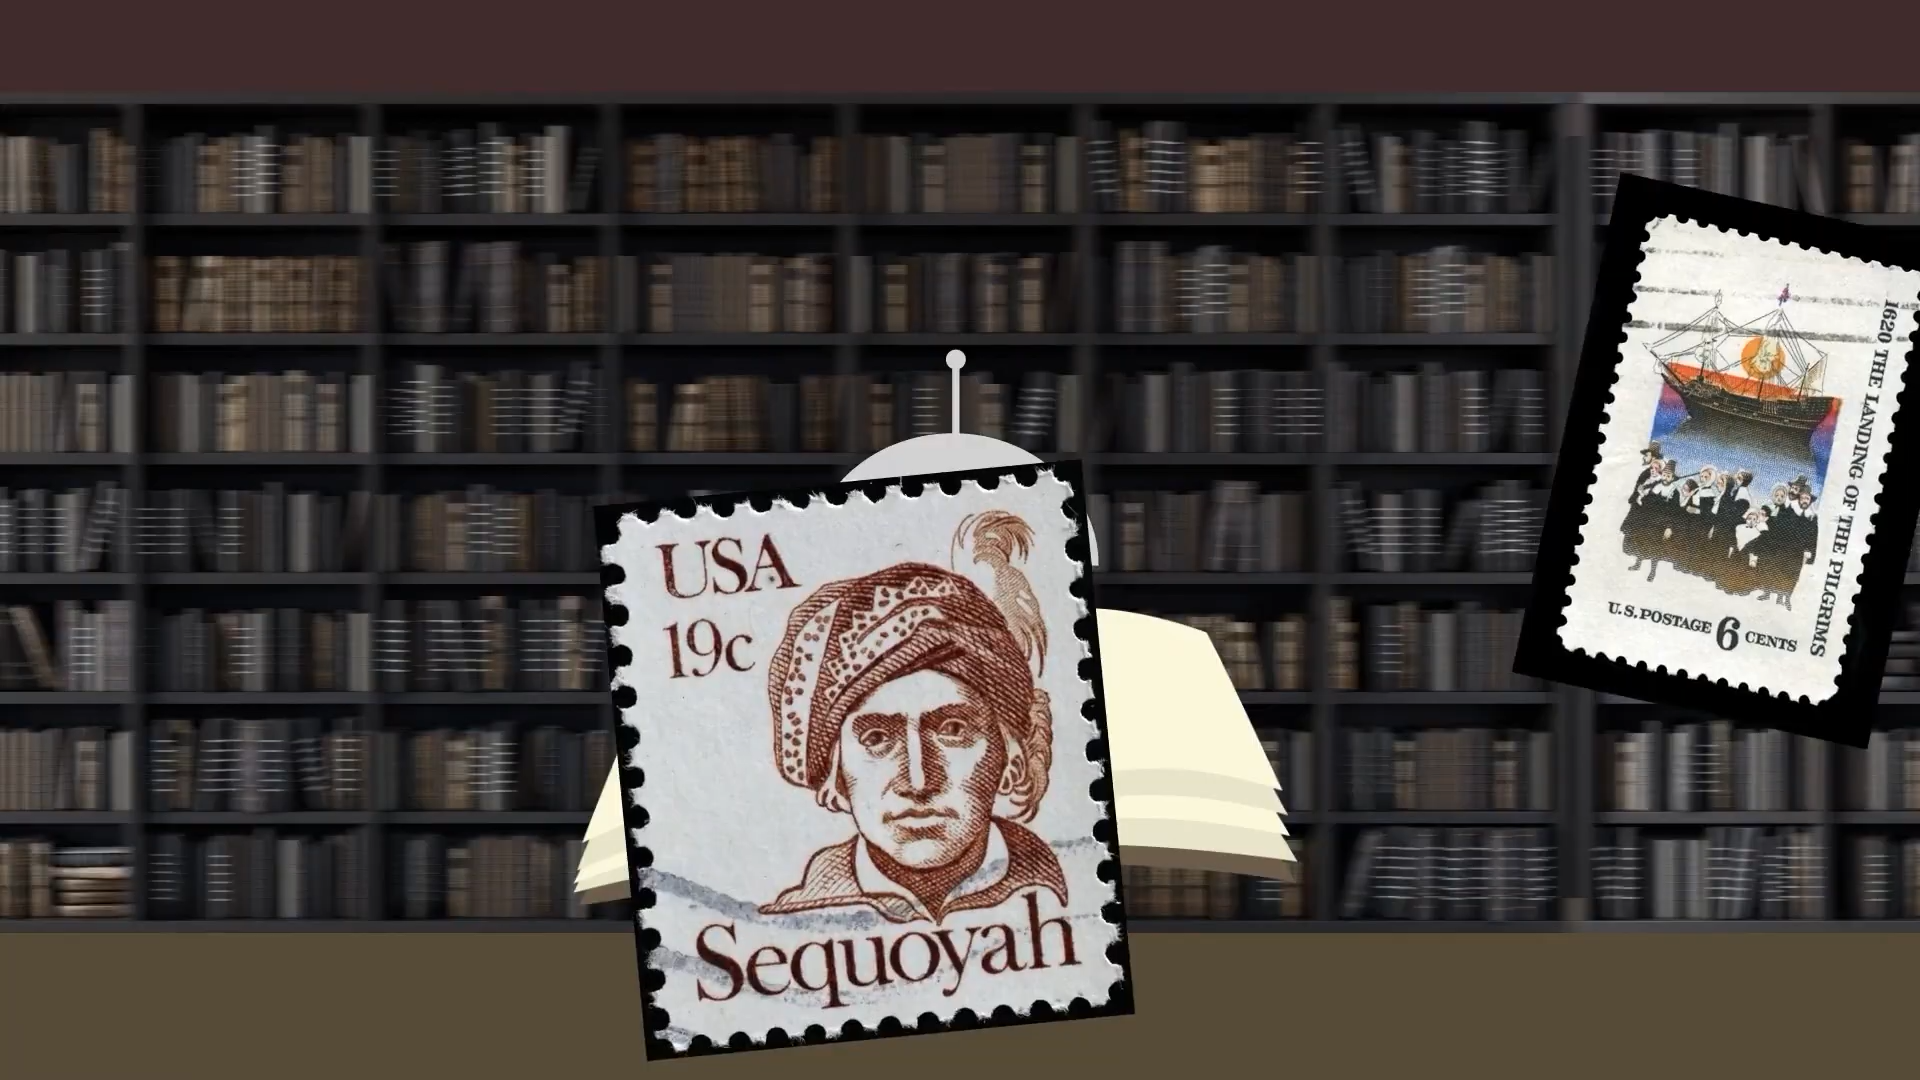 USA
19c
Sequoyah
1620 THE LANDING OF THE PILGRIMS
U.S. POSTAGE 6 CENTS